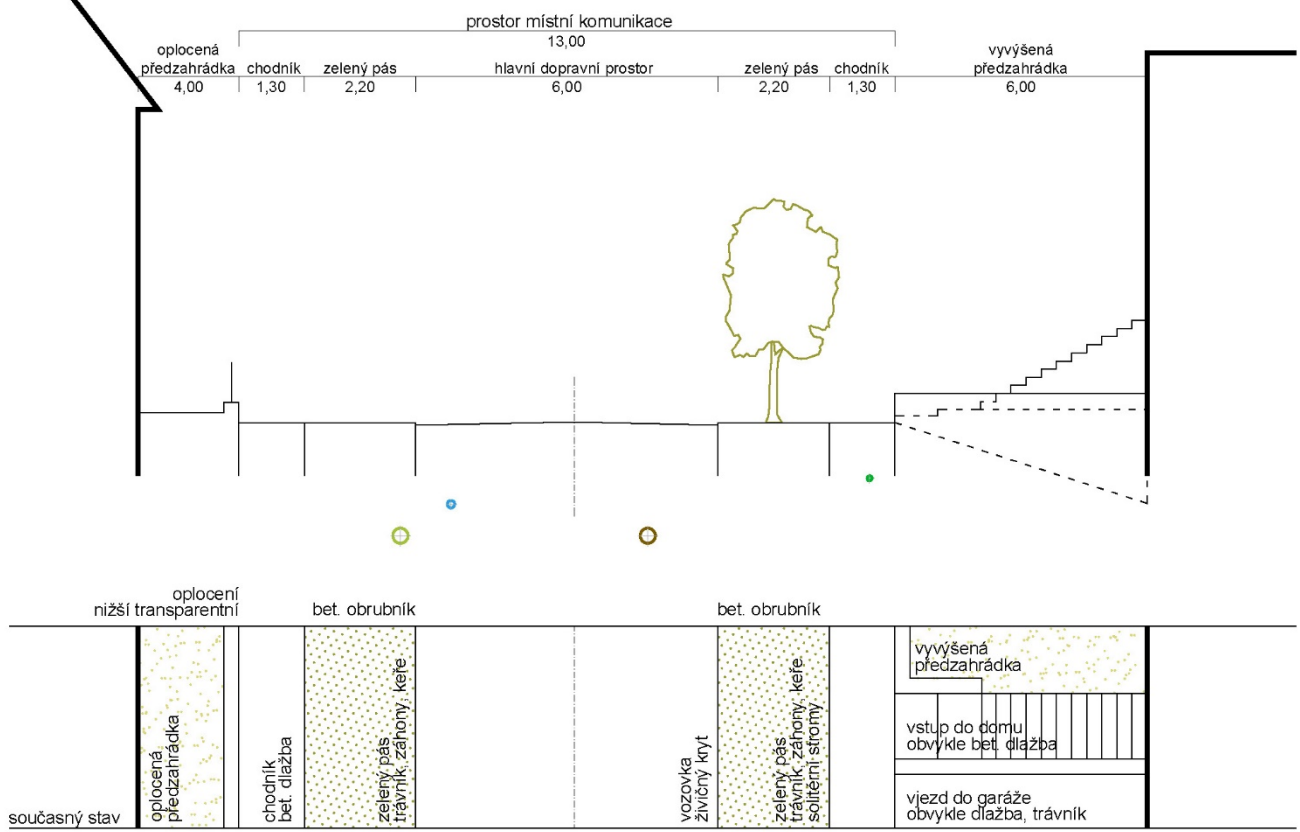 prostor místní komunikace
13,00
oplocená
předzahrádka
chodník
zelený pás
hlavní dopravní prostor
zelený pás
chodník
vyvýšená
předzahrádka
4,00
1,30
2,20
6,00
2,20
1,30
6,00
oplocení
nižší transparentní
bet. obrubník
bet. obrubník
oplocená
předzahrádka
chodník
bet. dlažba
zelený pás
trávník, záhony, keře
vozovka
živičný kryt
zelený pás
trávník, záhony, keře
solitérní stromy
vyvýšená
předzahrádka
vstup do domu
obvykle bet. dlažba
vjezd do garáže
obvykle dlažba, trávník
současný stav